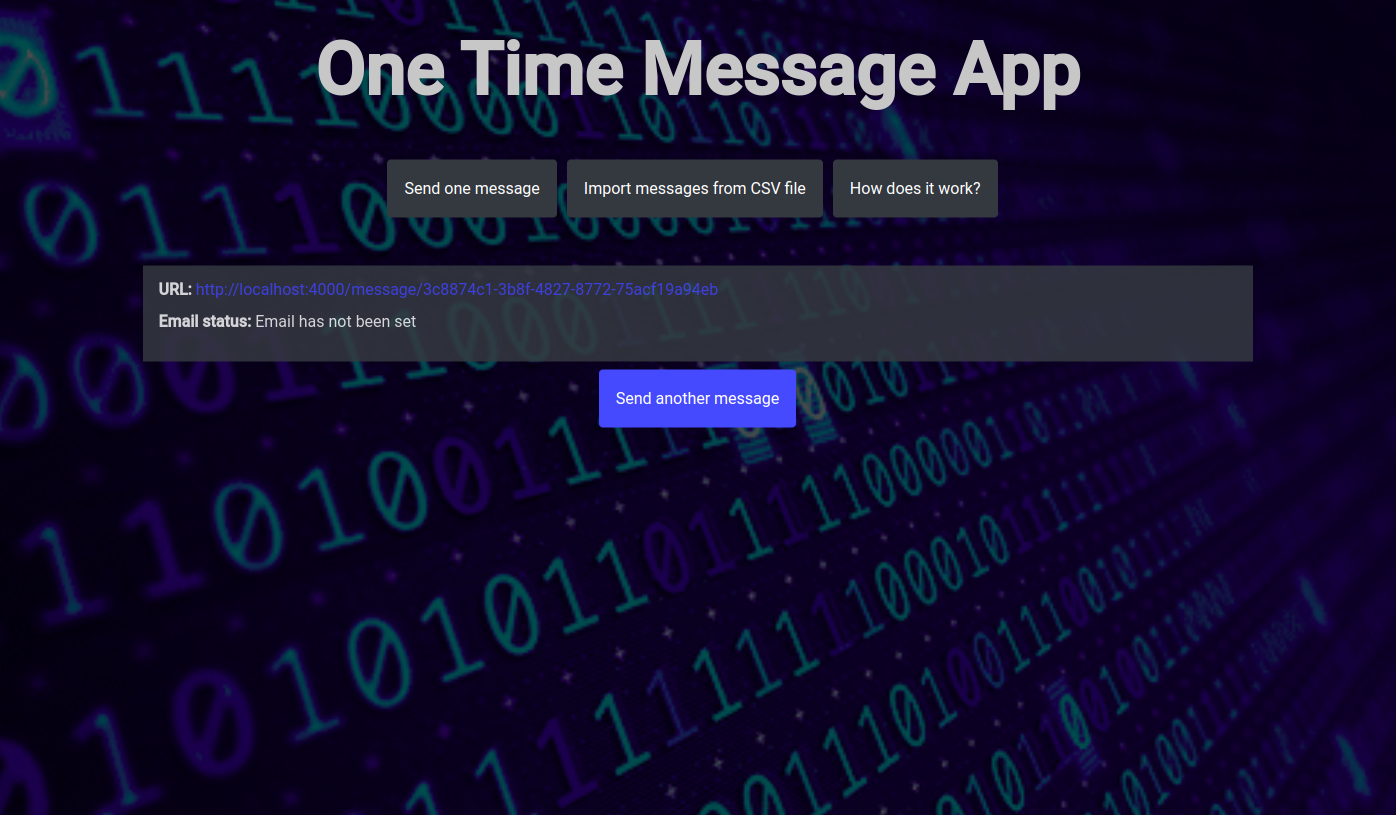 One Time Message App
Send one message Import messages from CSV file How does it work?
URL: http://localhost:4000/message/3c8874c1-3b8f-4827-8772-75acf19a94eb
Email status: Email has not been set
Send another message